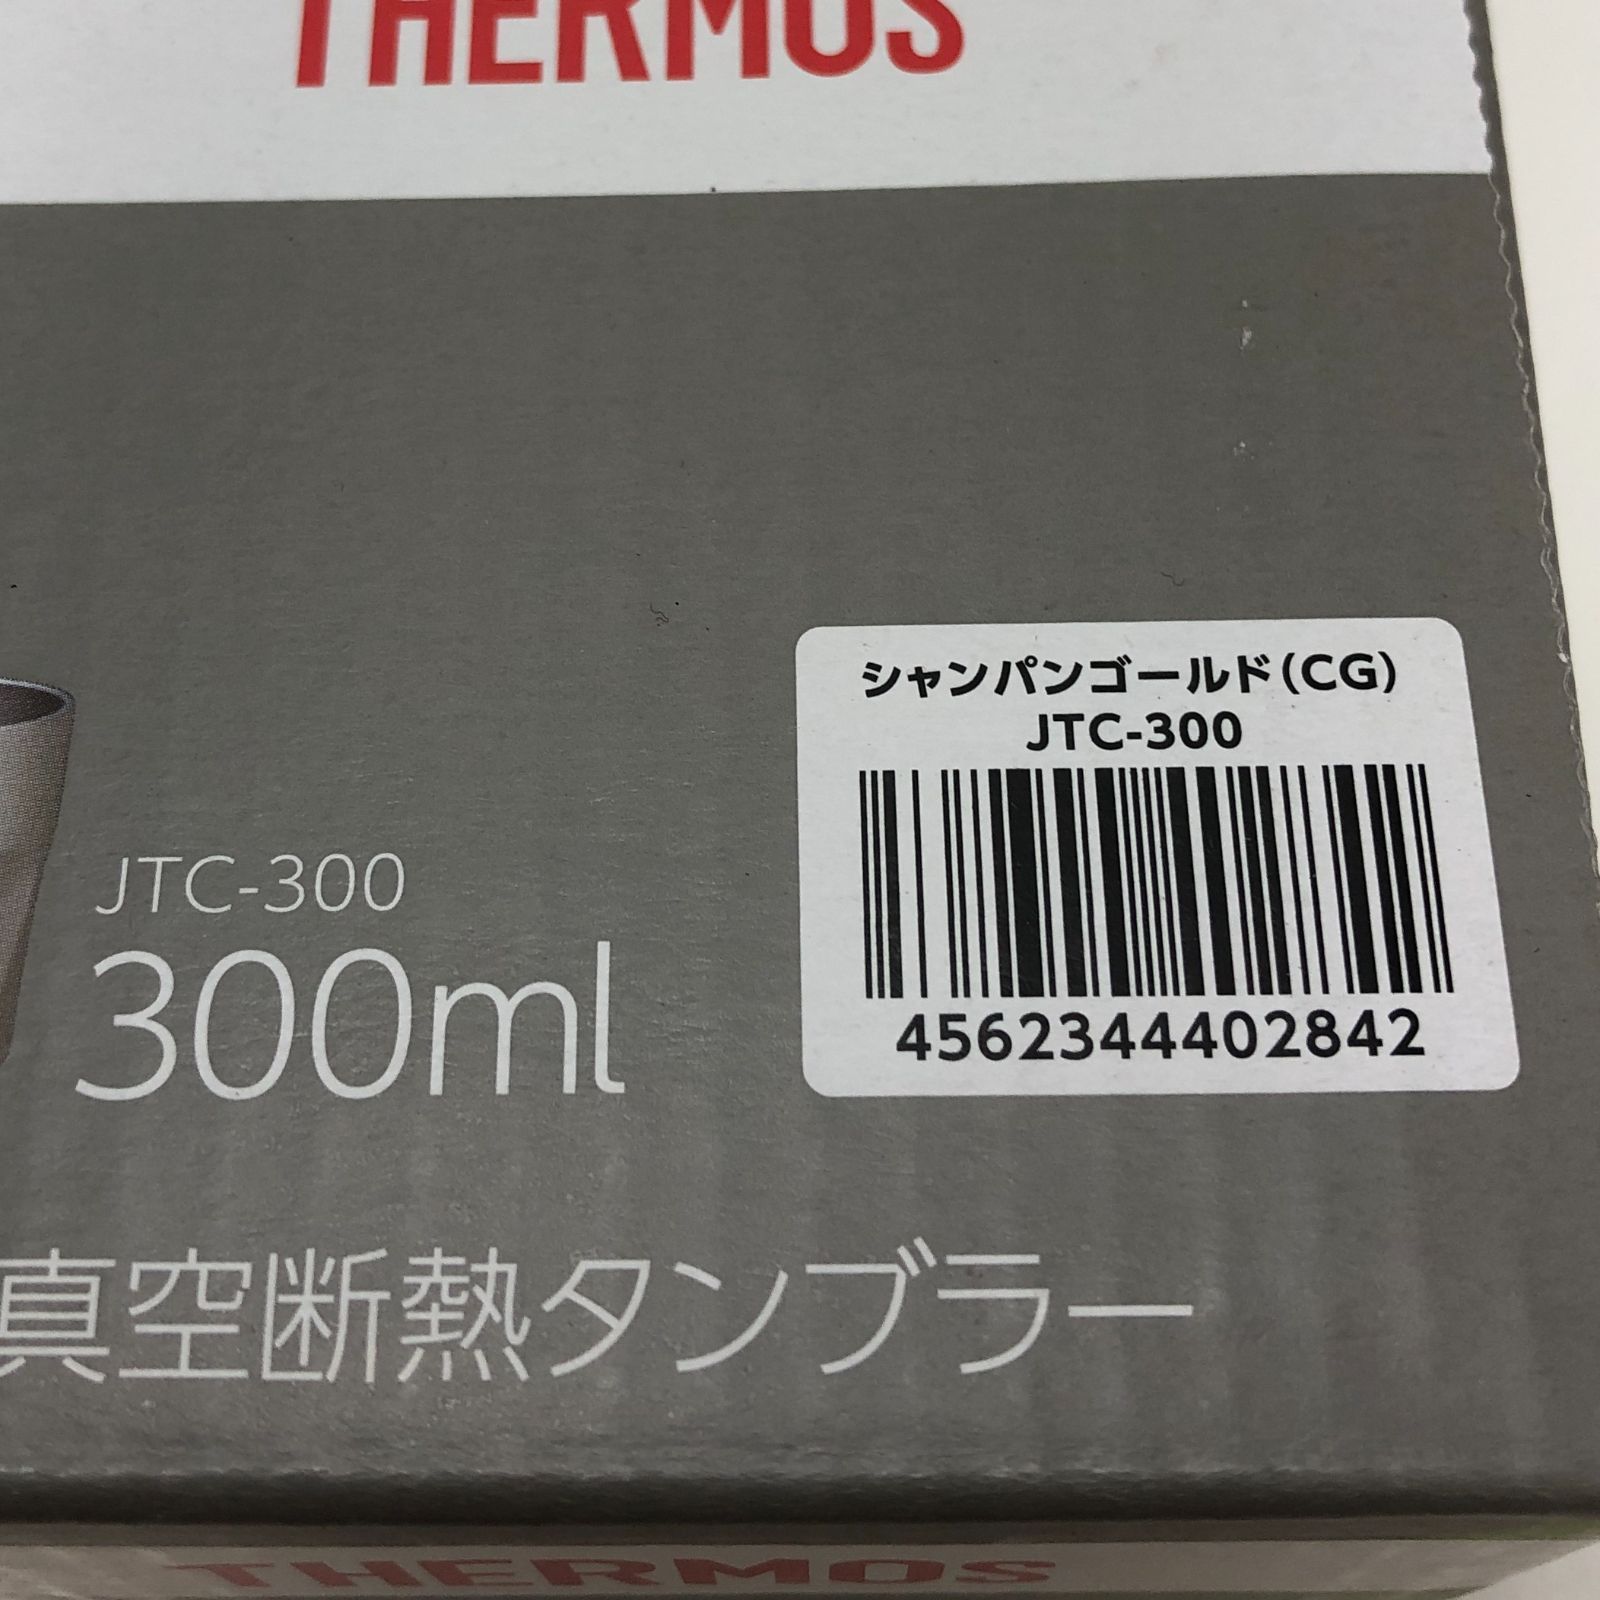 THERMOS
シャンパンゴールド(CG)
JTC-300
4562344402842
JTC-300
300ml
真空断熱タンブラー
THERMOS